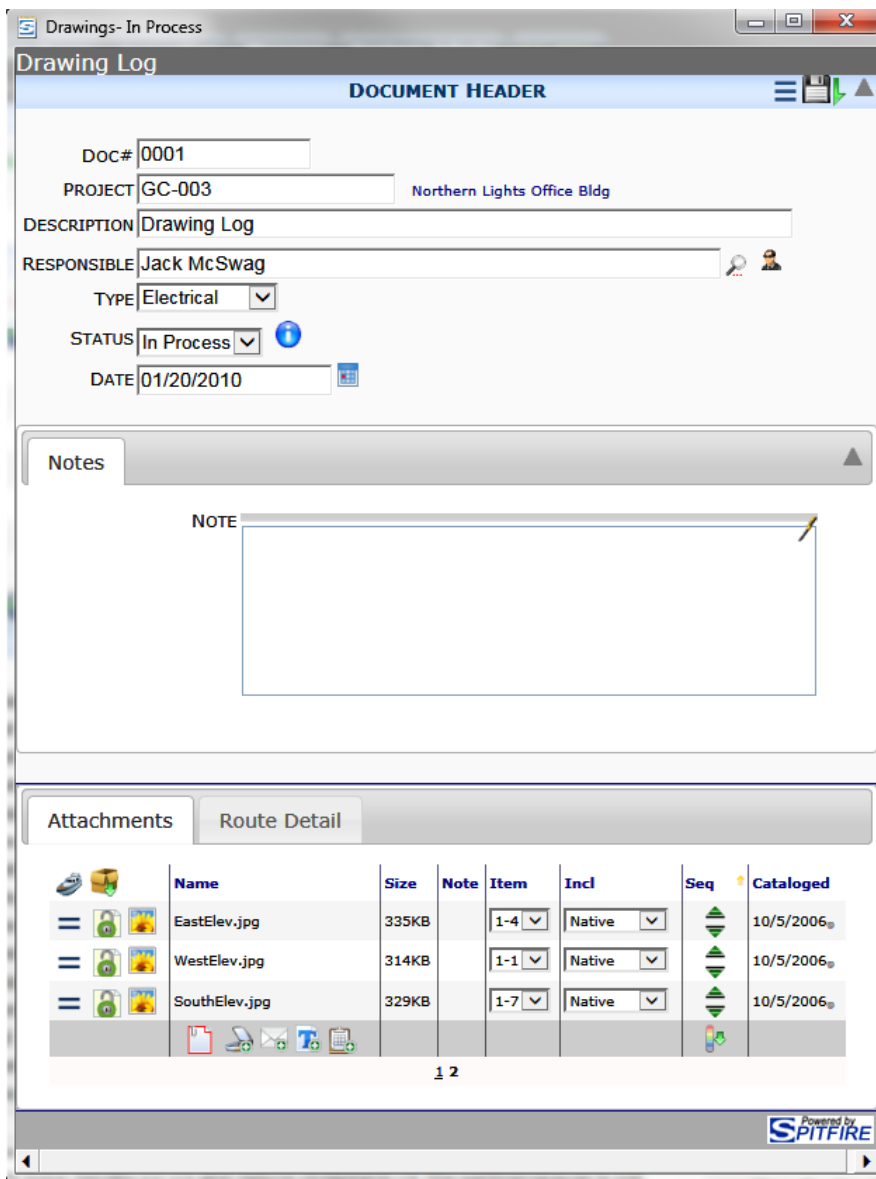 Drawings- In Process
Drawing Log
DOCUMENT HEADER
DOC# 0001
PROJECT GC-003 Northern Lights Office Bldg
DESCRIPTION Drawing Log
RESPONSIBLE Jack McSwag
TYPE Electrical
STATUS In Process
DATE 01/20/2010
Notes
NOTE
Attachments Route Detail
Name Size Note Item Incl Seq Cataloged
EastElev.jpg 335KB 1-4 Native 10/5/2006
WestElev.jpg 314KB 1-1 Native 10/5/2006
SouthElev.jpg 329KB 1-7 Native 10/5/2006
1 2
Powered by
SPITFIRE